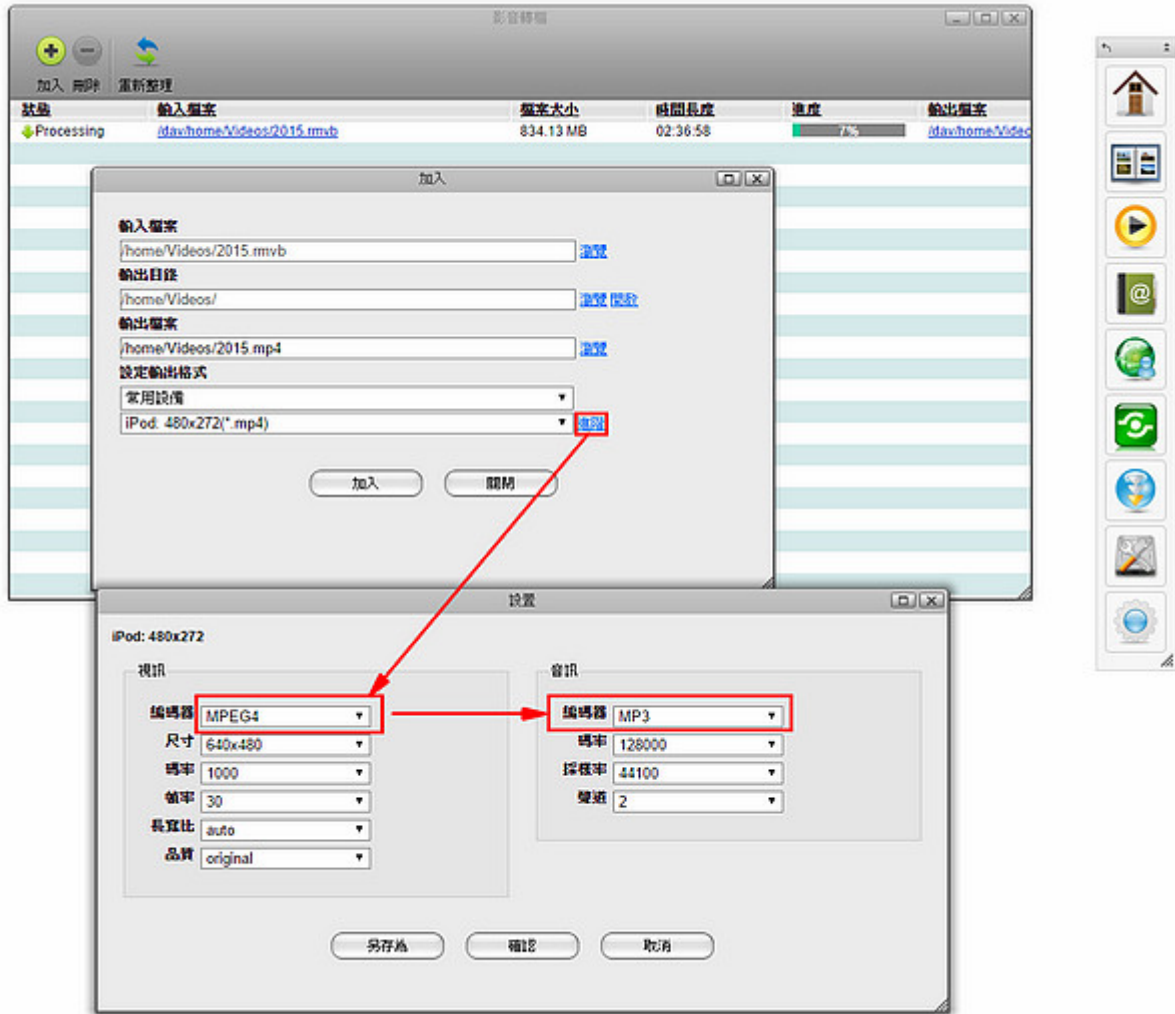 影音轉檔
加入 刪除 重新整理
狀態 輸入檔案 檔案大小 時間長度 進度 輸出檔案
Processing /dav/home/Videos/2015.rmvb 834.13 MB 02:36:58 7% /dav/home/Videc
加入
輸入檔案
/home/Videos/2015.rmvb 瀏覽
輸出目錄
/home/Videos/ 瀏覽 開啟
輸出檔案
/home/Videos/2015.mp4 瀏覽
設定輸出格式
常用設備
iPod: 480x272(*.mp4) 進階
加入 關閉
設置
iPod: 480x272
視訊
編碼器 MPEG4
尺寸 640x480
碼率 1000
幀率 30
長寬比 auto
品質 original
音訊
編碼器 MP3
碼率 128000
採樣率 44100
聲道 2
另存為 確認 取消